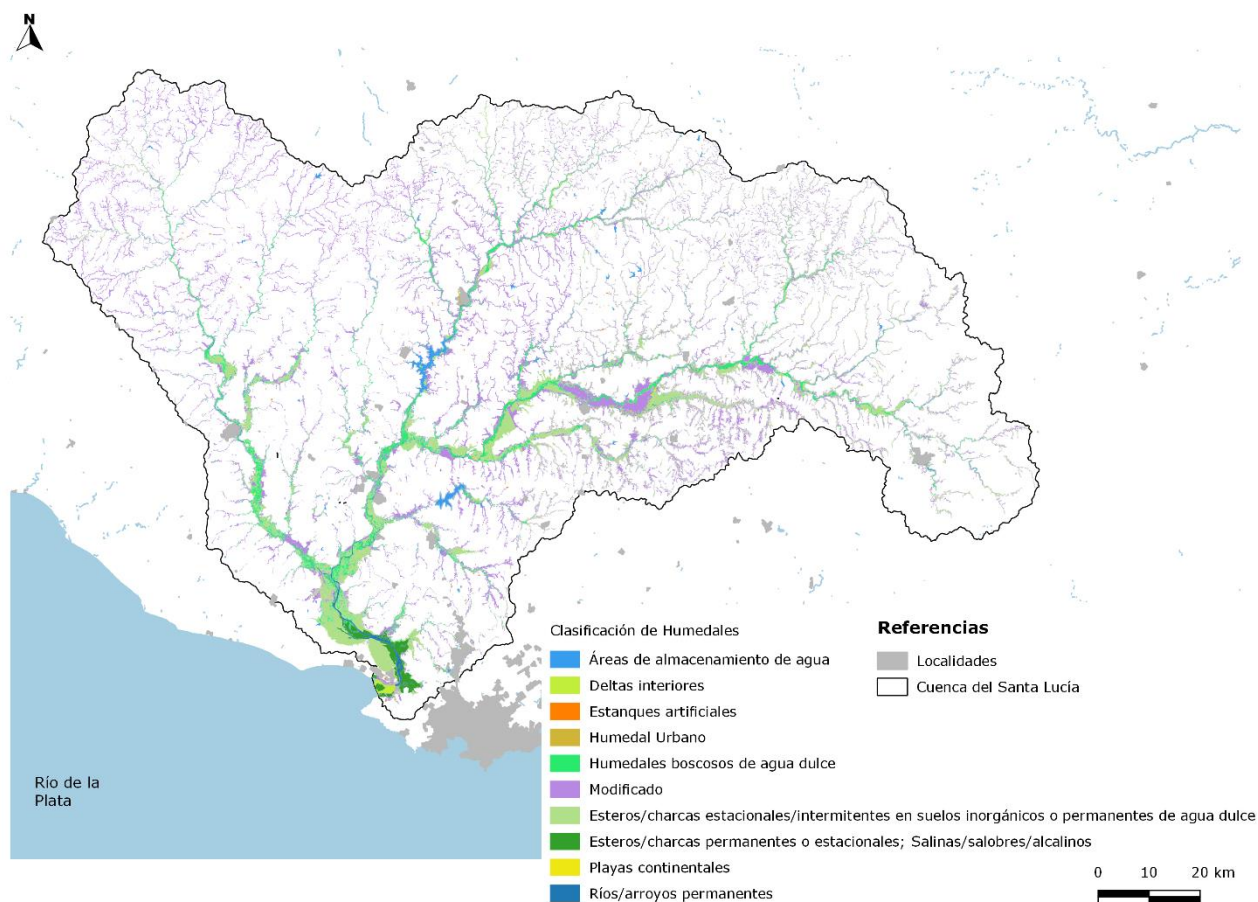 N
Clasificación de Humedales
Áreas de almacenamiento de agua
Deltas interiores
Estanques artificiales
Humedal Urbano
Humedales boscosos de agua dulce
Modificado
Esteros/charcas estacionales/intermitentes en suelos inorgánicos o permanentes de agua dulce
Esteros/charcas permanentes o estacionales; Salinas/salobres/alcalinos
Playas continentales
Ríos/arroyos permanentes
Referencias
Localidades
Cuenca del Santa Lucía
Río de la
Plata
0 10 20 km